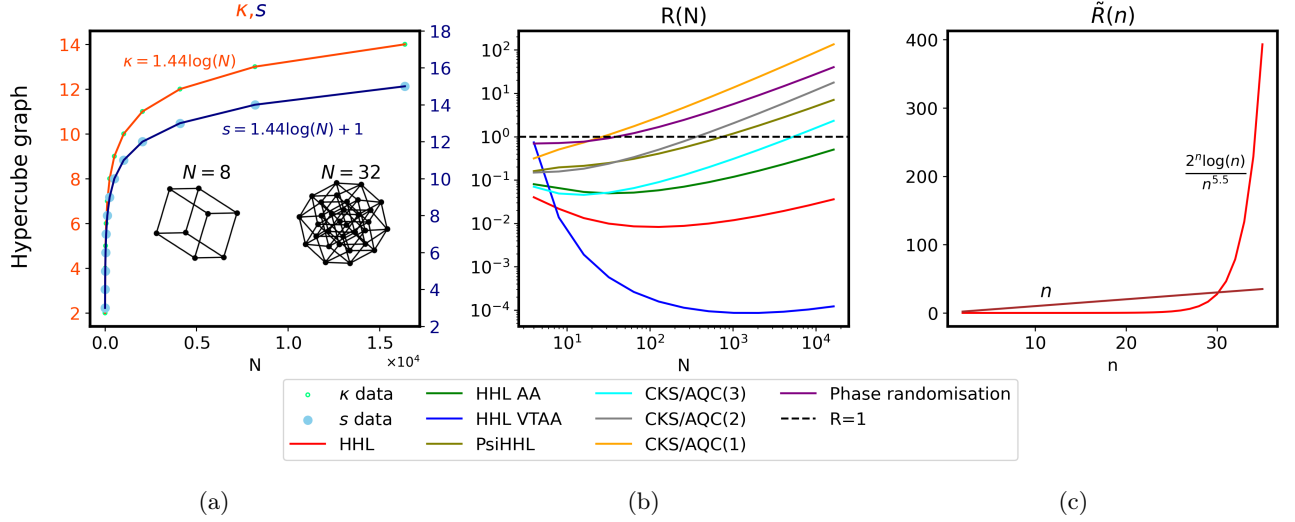 κ,s
R(N)
R̃(n)
Hypercube graph
14
12
10
8
6
4
2
18
16
14
12
10
8
6
4
2
κ = 1.44log(N)
s = 1.44log(N) + 1
N = 8
N = 32
0.0
0.5
1.0
1.5
×10⁴
N
10²
10¹
10⁰
10⁻¹
10⁻²
10⁻³
10⁻⁴
10¹
10²
10³
10⁴
N
400
300
200
100
0
2ⁿlog(n)
n⁵·⁵
n
10
20
30
n
κ data
s data
HHL
HHL AA
HHL VTAA
PsiHHL
CKS/AQC(3)
CKS/AQC(2)
CKS/AQC(1)
Phase randomisation
R=1
(a)
(b)
(c)